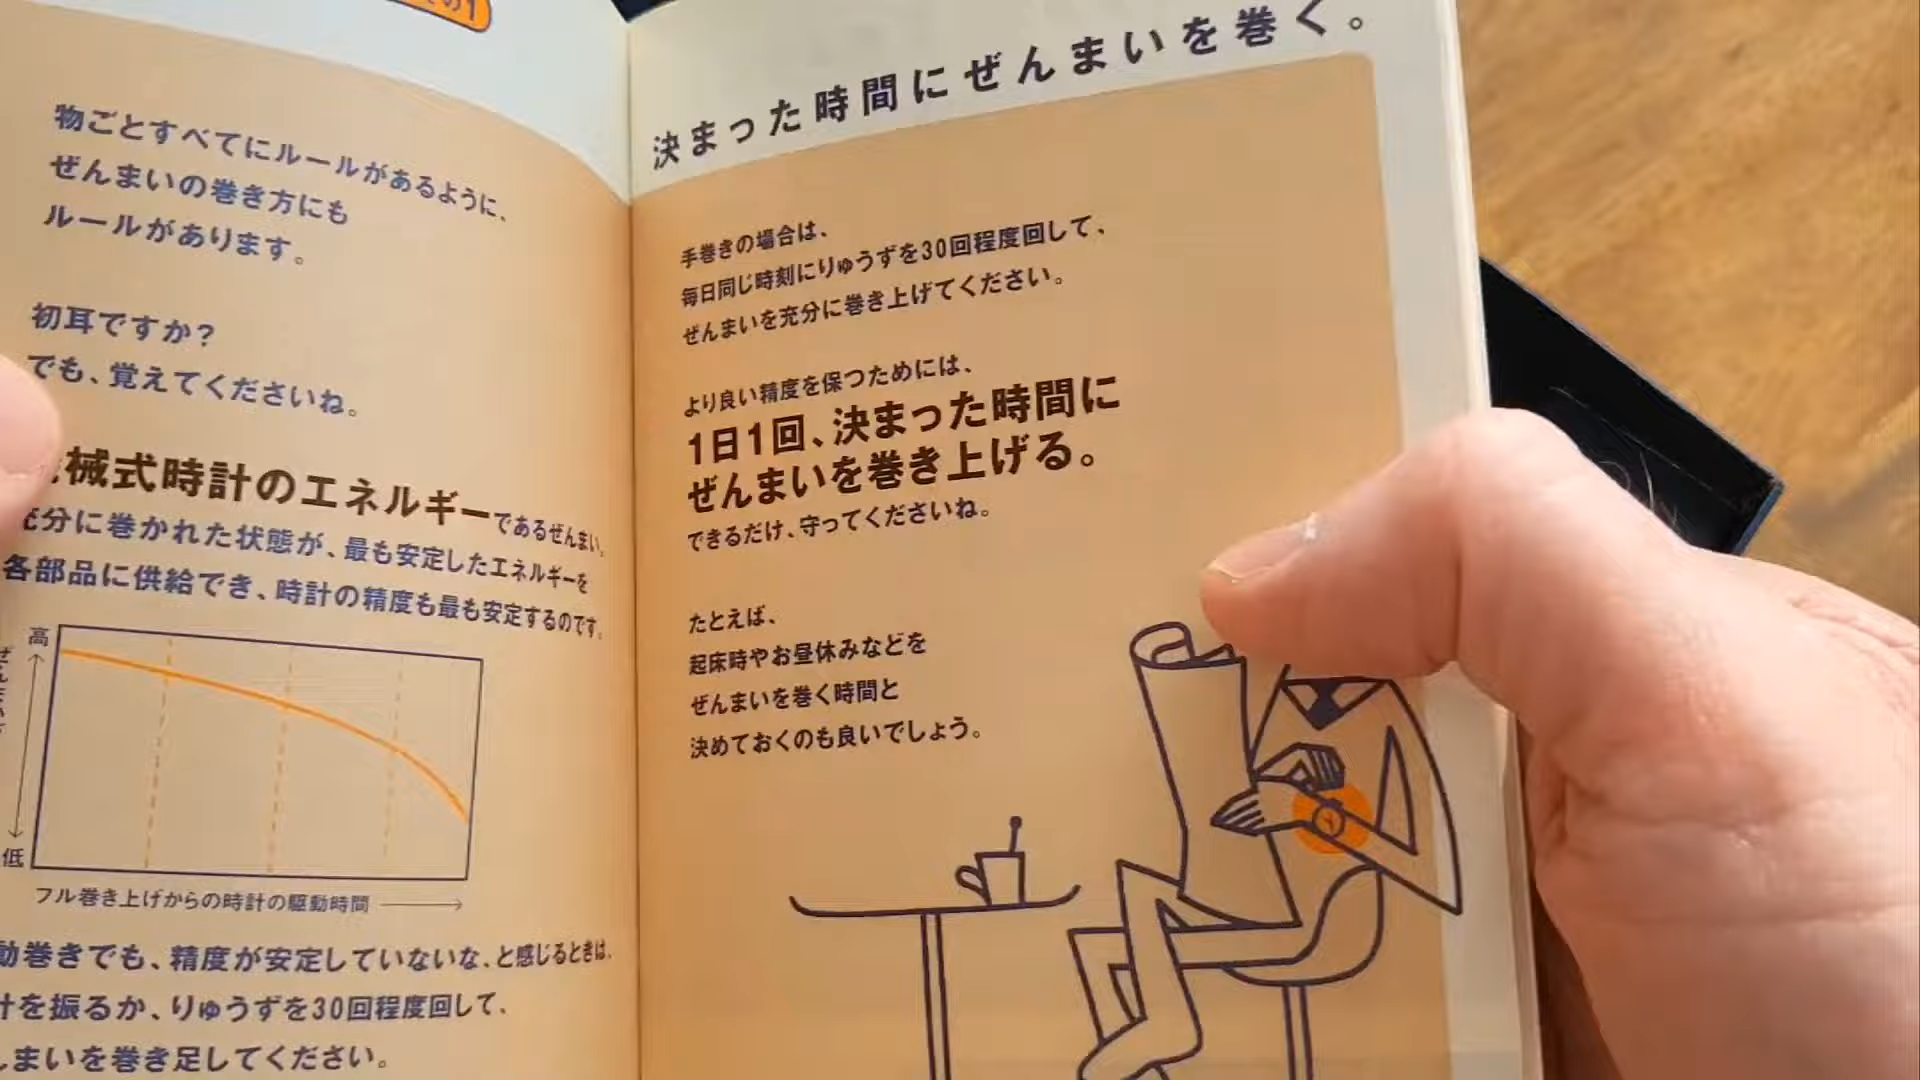 その1
物ごとすべてにルールがあるように、
ぜんまいの巻き方にも
ルールがあります。
初耳ですか?
でも、覚えてくださいね。
械式時計のエネルギーであるぜんまい。
充分に巻かれた状態が、最も安定したエネルギーを
各部品に供給でき、時計の精度も最も安定するのです。
高
低
フル巻き上げからの時計の駆動時間
動巻きでも、精度が安定していないな、と感じるときは、
計を振るか、りゅうずを30回程度回して、
んまいを巻き足してください。
決まった時間にぜんまいを巻く。
手巻きの場合は、
毎日同じ時刻にりゅうずを30回程度回して、
ぜんまいを充分に巻き上げてください。
より良い精度を保つためには、
1日1回、決まった時間に
ぜんまいを巻き上げる。
できるだけ、守ってくださいね。
たとえば、
起床時やお昼休みなどを
ぜんまいを巻く時間と
決めておくのも良いでしょう。